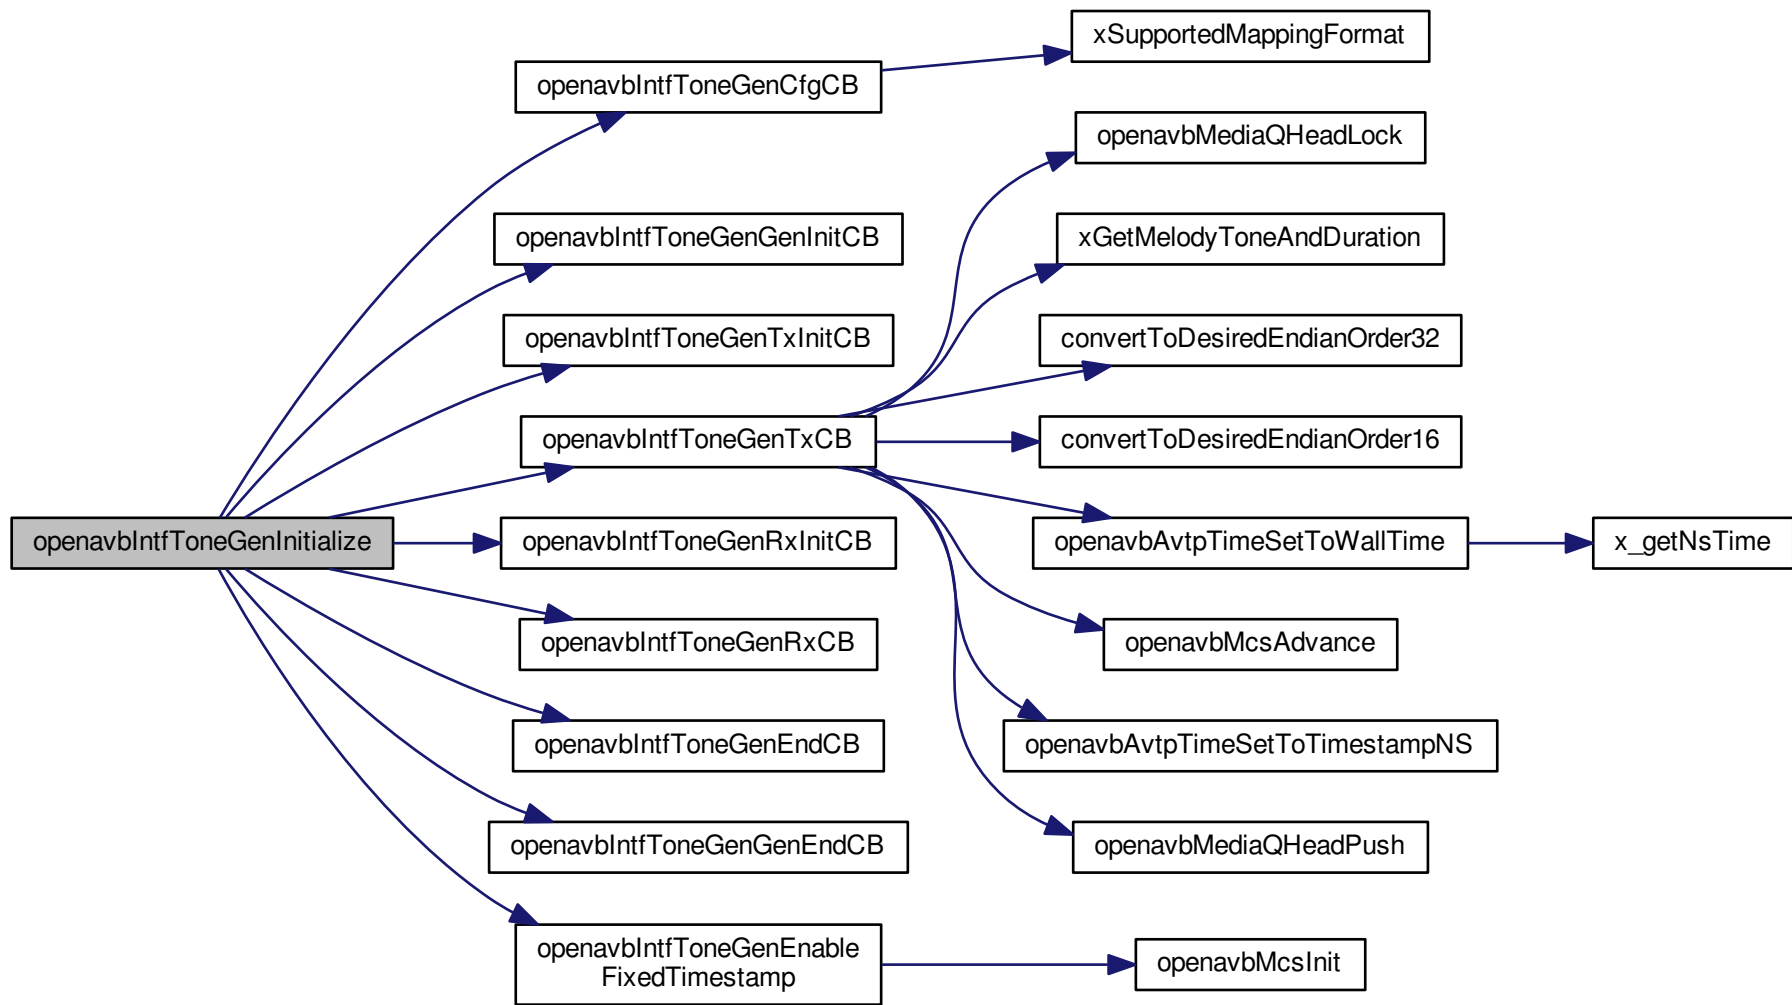 xSupportedMappingFormat
openavbIntfToneGenCfgCB
openavbMediaQHeadLock
openavbIntfToneGenGenInitCB
xGetMelodyToneAndDuration
openavbIntfToneGenTxInitCB
convertToDesiredEndianOrder32
openavbIntfToneGenTxCB
convertToDesiredEndianOrder16
openavbIntfToneGenInitialize
openavbIntfToneGenRxInitCB
openavbAvtpTimeSetToWallTime
x_getNsTime
openavbIntfToneGenRxCB
openavbMcsAdvance
openavbIntfToneGenEndCB
openavbAvtpTimeSetToTimestampNS
openavbIntfToneGenGenEndCB
openavbMediaQHeadPush
openavbIntfToneGenEnable
FixedTimestamp
openavbMcsInit